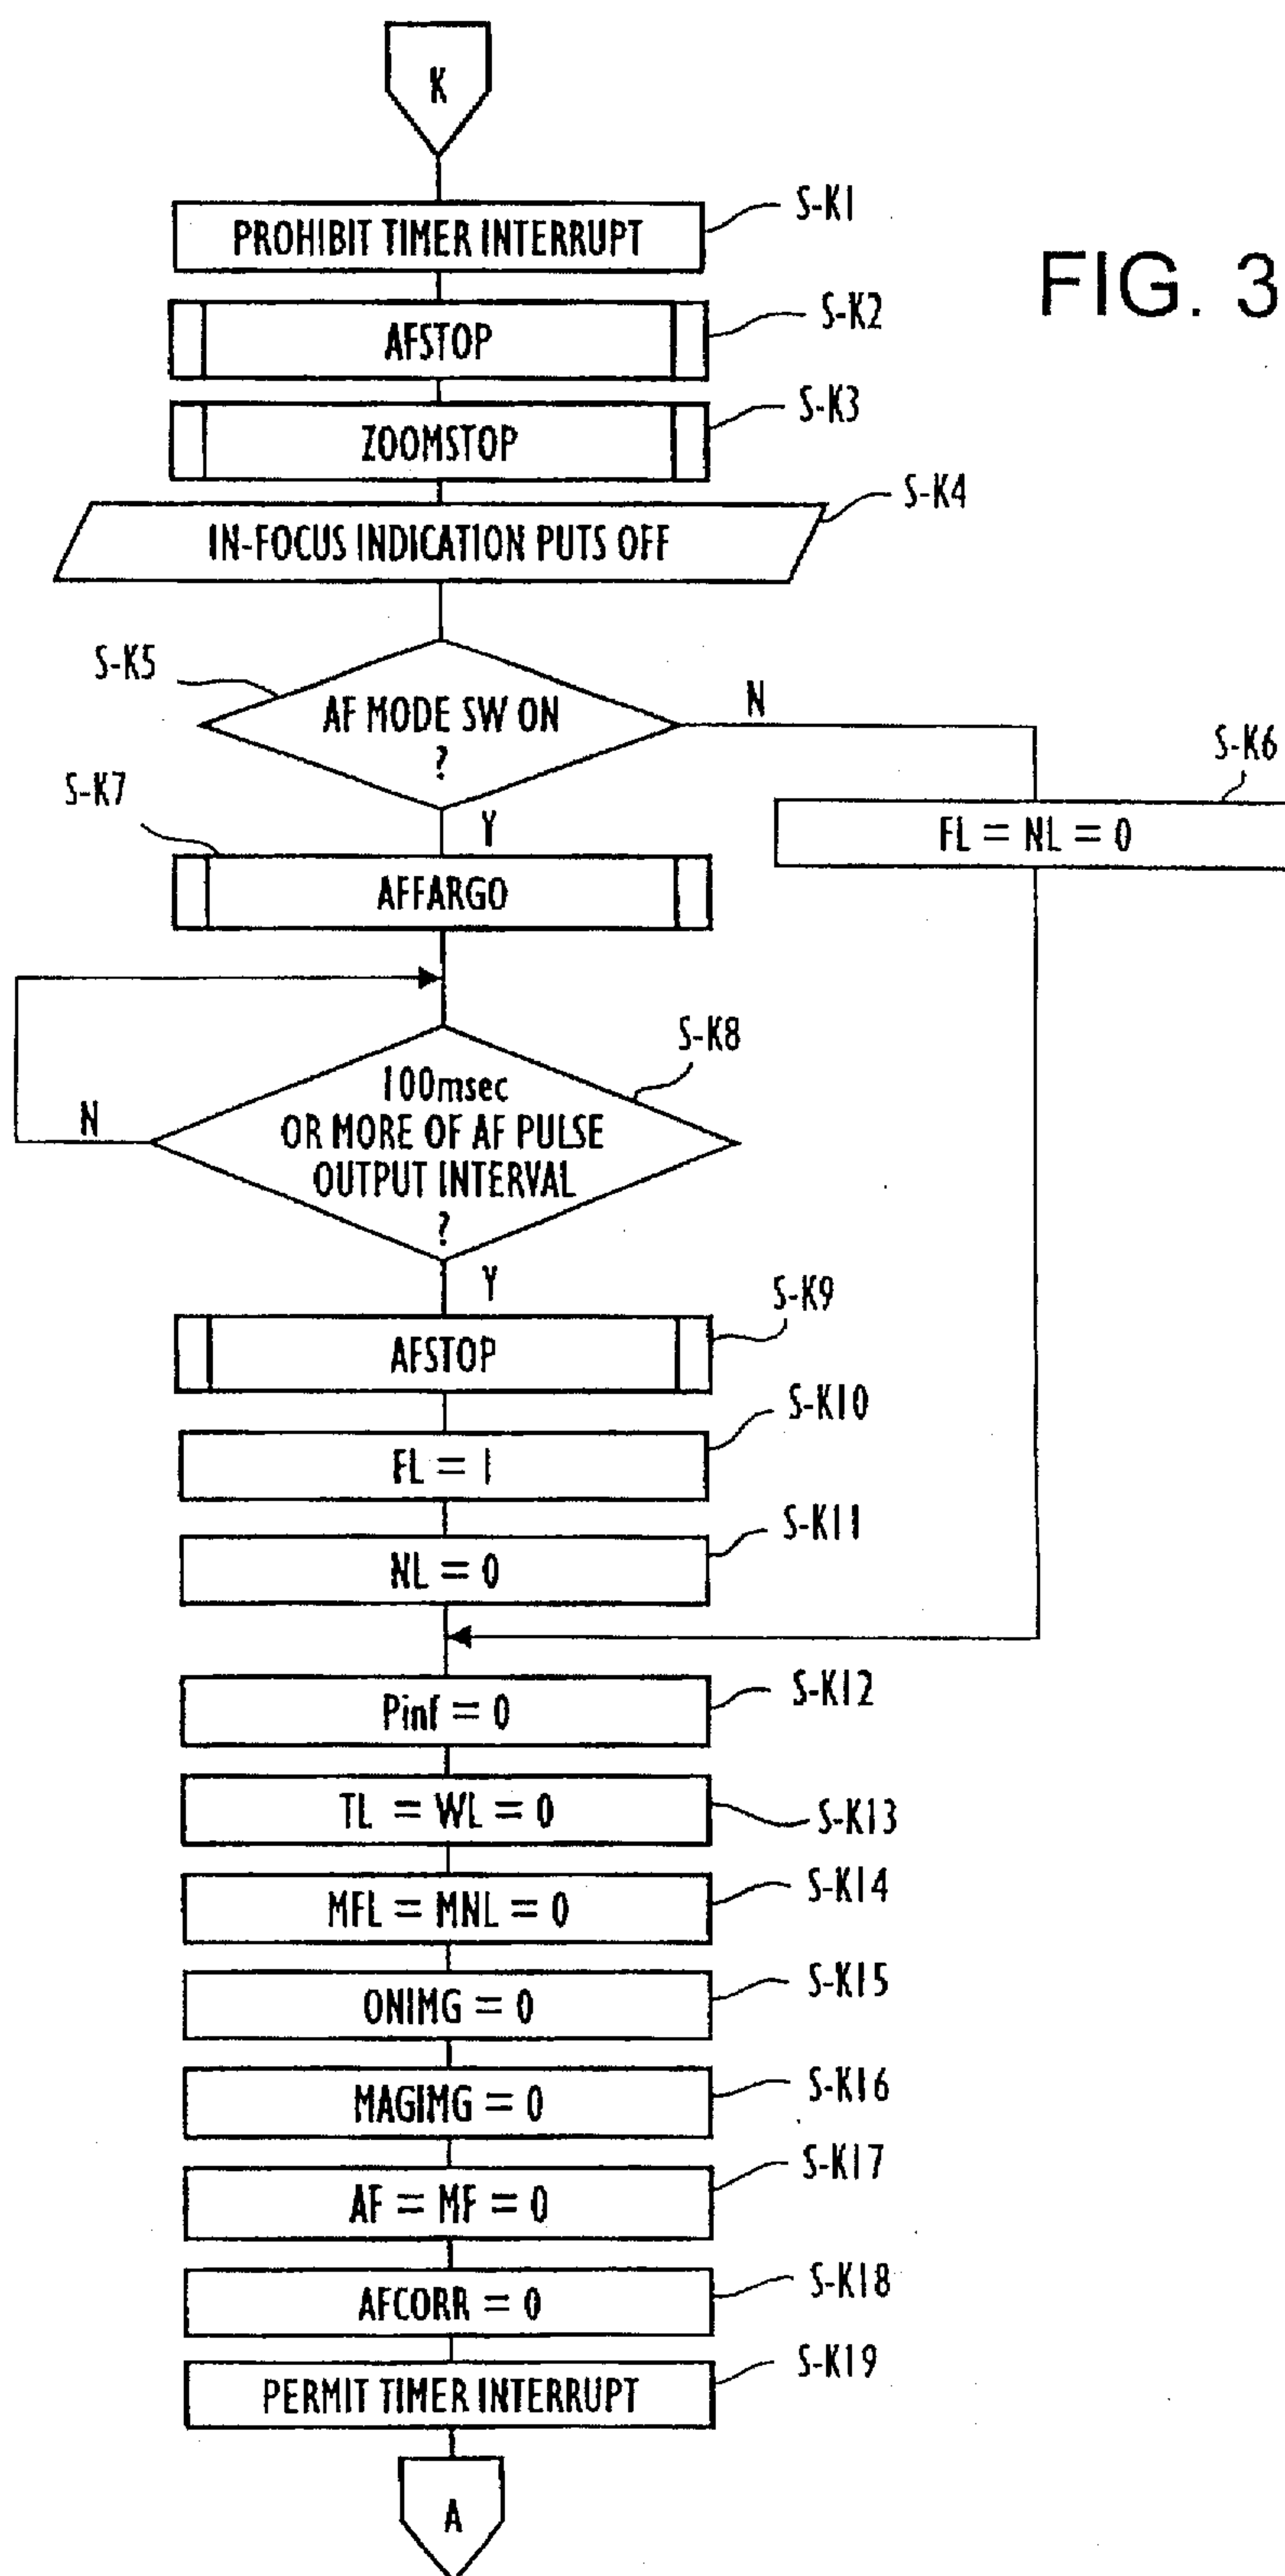 K
S-K1
PROHIBIT TIMER INTERRUPT
FIG. 3
S-K2
AFSTOP
S-K3
ZOOMSTOP
S-K4
IN-FOCUS INDICATION PUTS OFF
S-K5
AF MODE SW ON
?
N
S-K6
FL = NL = 0
Y
S-K7
AFFARGO
S-K8
100msec
OR MORE OF AF PULSE
OUTPUT INTERVAL
?
N
Y
S-K9
AFSTOP
S-K10
FL = 1
S-K11
NL = 0
S-K12
Pinf = 0
S-K13
TL = WL = 0
S-K14
MFL = MNL = 0
S-K15
ONIMG = 0
S-K16
MAGIMG = 0
S-K17
AF = MF = 0
S-K18
AFCORR = 0
S-K19
PERMIT TIMER INTERRUPT
A